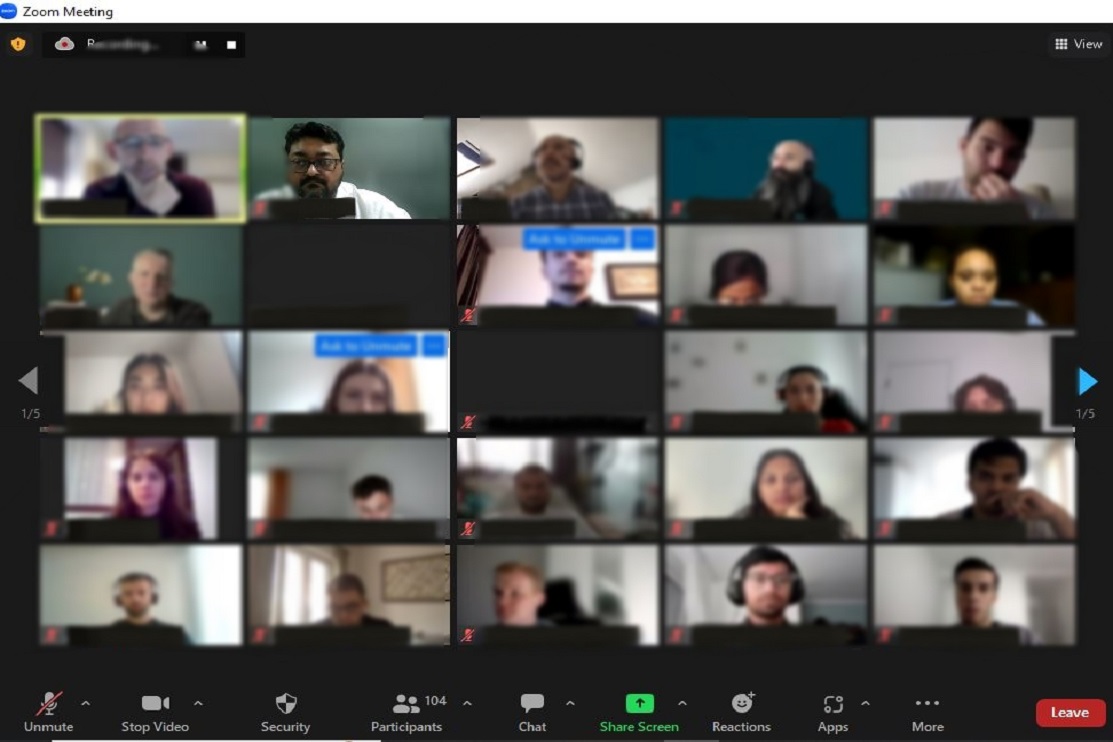 Zoom Meeting
Recording...
View
Ask to Unmute
Ask to Unmute
1/5
1/5
104
Unmute
Stop Video
Security
Participants
Chat
Share Screen
Reactions
Apps
More
Leave